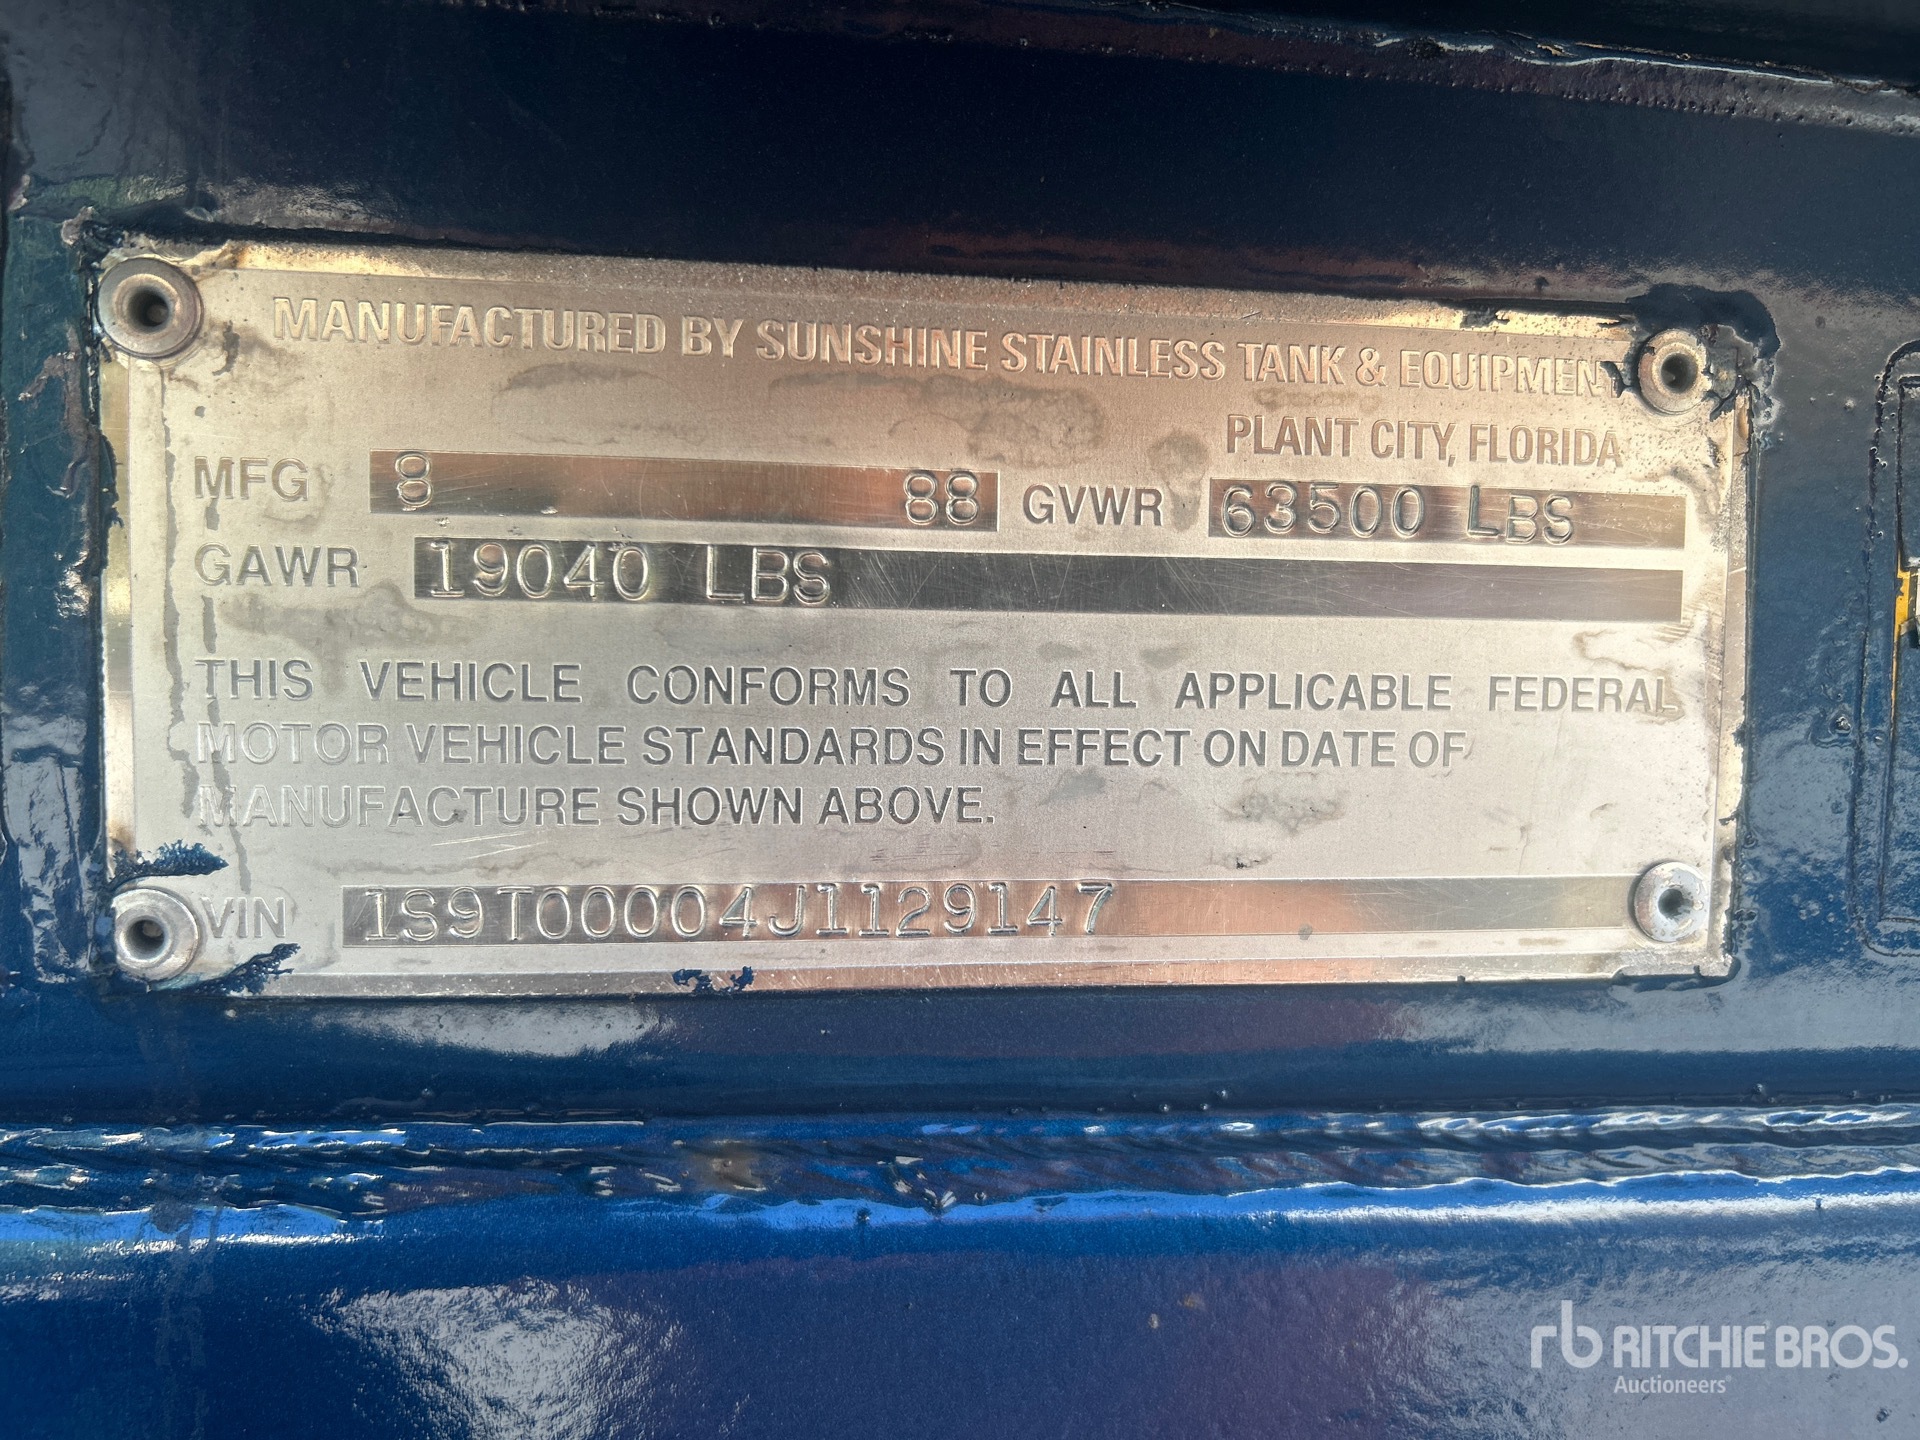 MANUFACTURED BY SUNSHINE STAINLESS TANK & EQUIPMENT
PLANT CITY, FLORIDA
MFG 8 88 GVWR 63500 LBS
GAWR 19040 LBS
THIS VEHICLE CONFORMS TO ALL APPLICABLE FEDERAL
MOTOR VEHICLE STANDARDS IN EFFECT ON DATE OF
MANUFACTURE SHOWN ABOVE.
VIN 1S9T00004J1129147
rb RITCHIE BROS.
Auctioneers